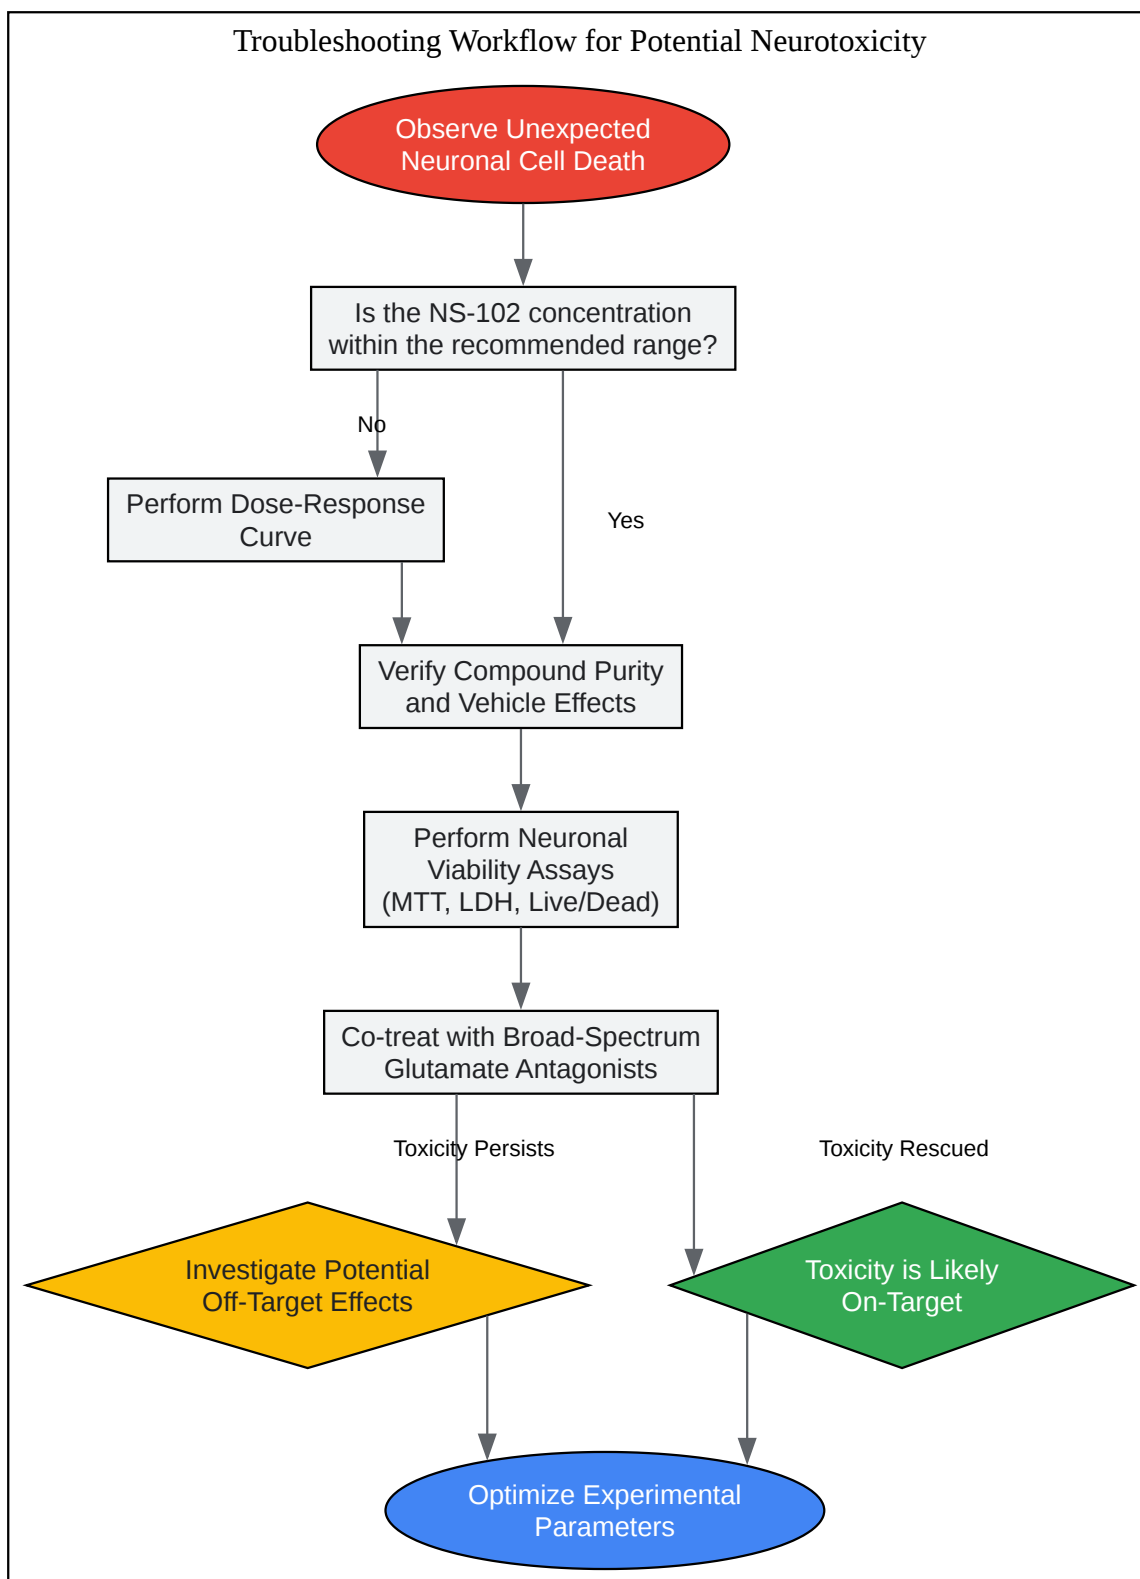 Troubleshooting Workflow for Potential Neurotoxicity
Observe Unexpected
Neuronal Cell Death
Is the NS-102 concentration
within the recommended range?
No
Perform Dose-Response
Curve
Yes
Verify Compound Purity
and Vehicle Effects
Perform Neuronal
Viability Assays
(MTT, LDH, Live/Dead)
Co-treat with Broad-Spectrum
Glutamate Antagonists
Toxicity Persists
Toxicity Rescued
Investigate Potential
Off-Target Effects
Toxicity is Likely
On-Target
Optimize Experimental
Parameters